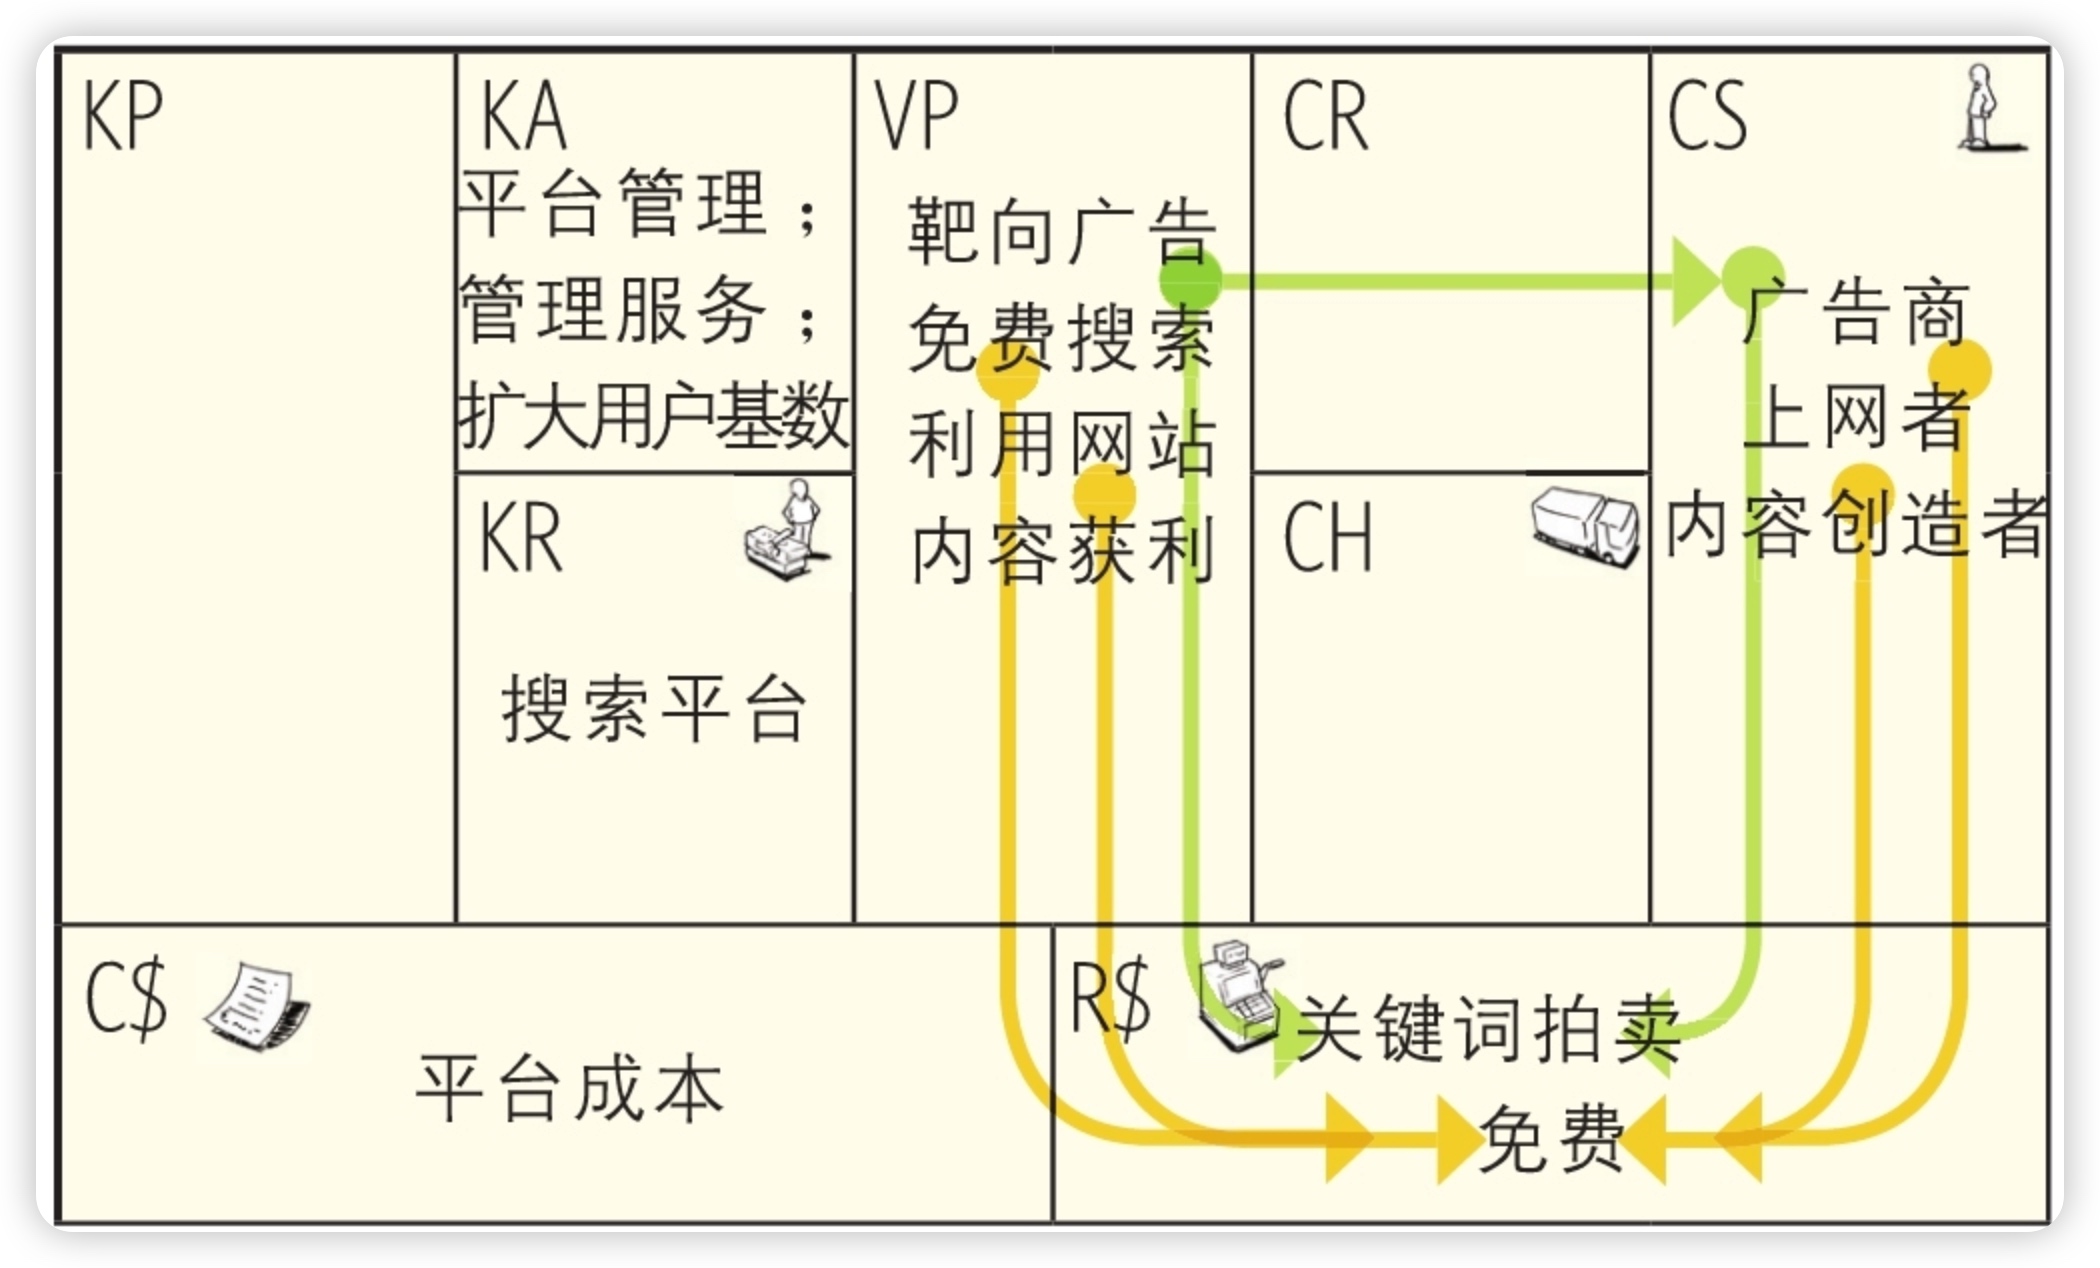 KP
KA
平台管理；
管理服务；
扩大用户基数
KR
搜索平台
VP
靶向广告
免费搜索
利用网站
内容获利
CR
CH
CS
广告商
上网者
内容创造者
C$
平台成本
R$
关键词拍卖
免费